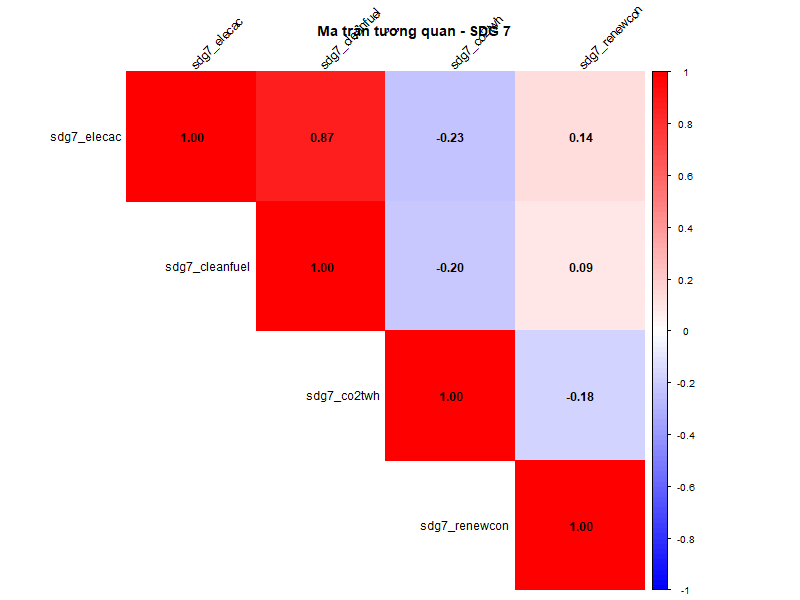 Ma trận tương quan - SDG 7
sdg7_elecac sdg7_cleanfuel sdg7_co2twh sdg7_renewcon
sdg7_elecac 1.00 0.87 -0.23 0.14
sdg7_cleanfuel 1.00 -0.20 0.09
sdg7_co2twh 1.00 -0.18
sdg7_renewcon 1.00
1
0.8
0.6
0.4
0.2
0
-0.2
-0.4
-0.6
-0.8
-1